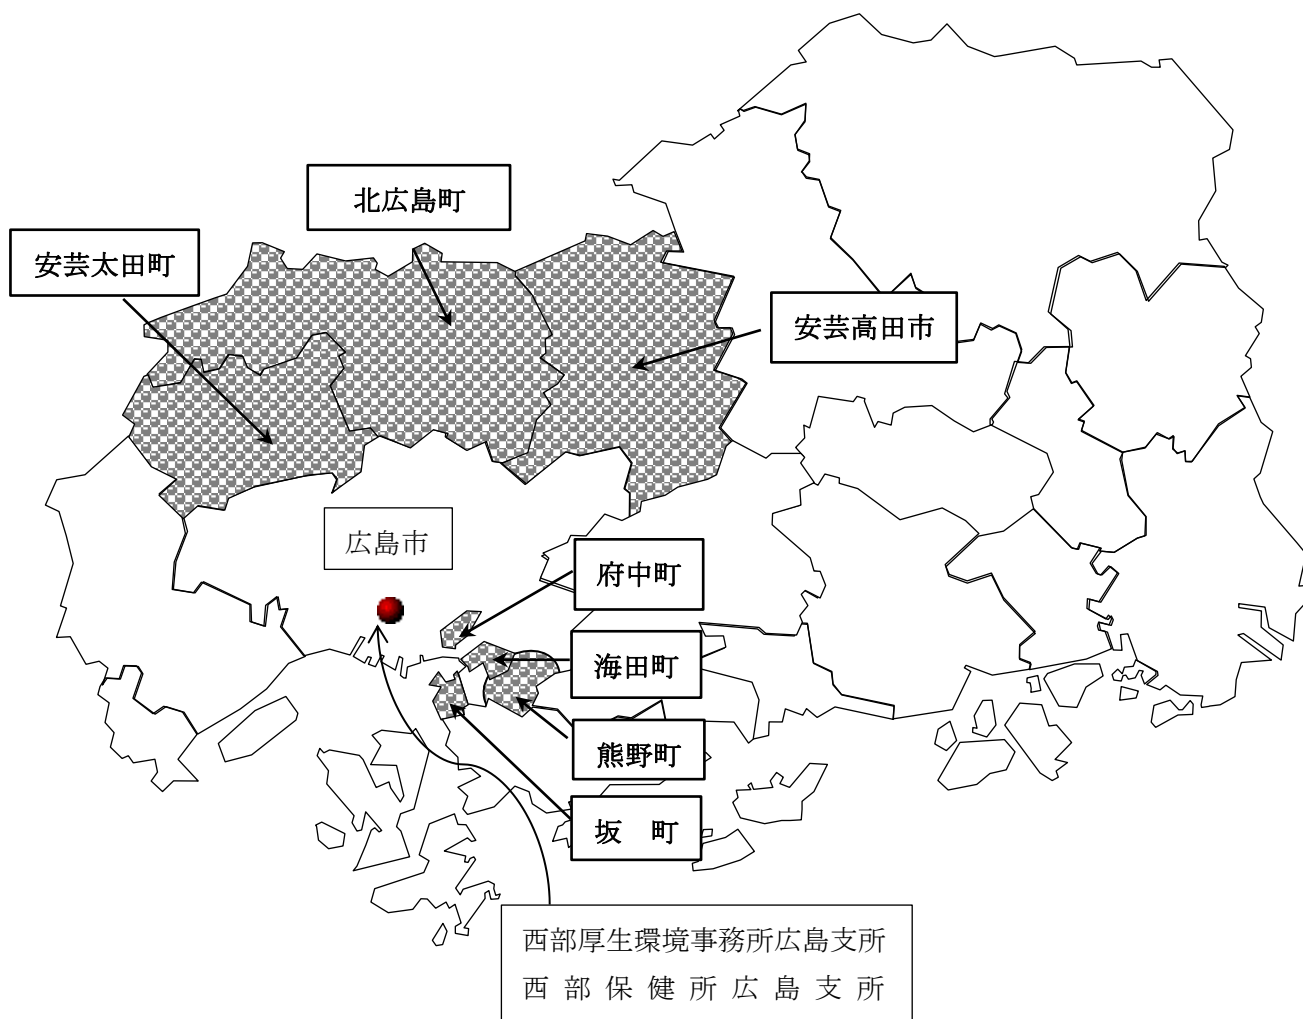 北広島町
安芸太田町
安芸高田市
広島市
府中町
海田町
熊野町
坂　町
西部厚生環境事務所広島支所
西 部 保 健 所 広 島 支 所